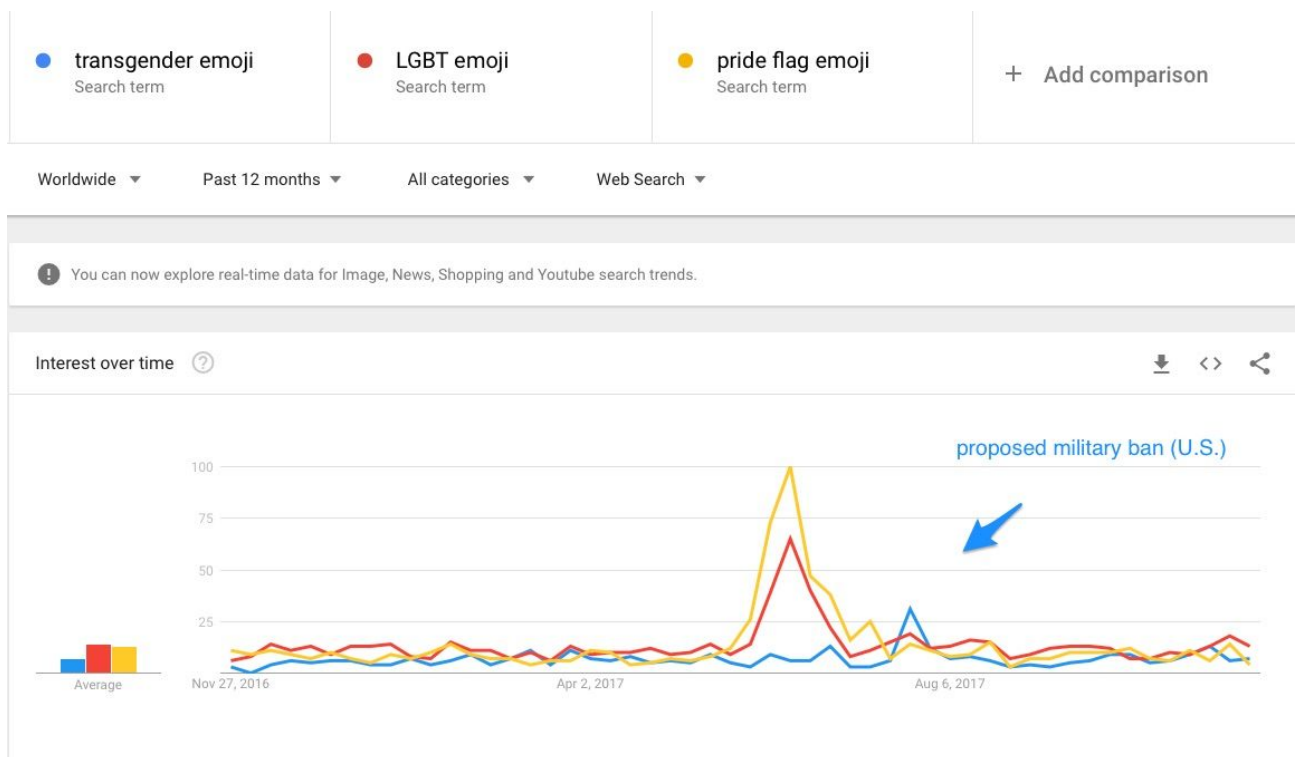 transgender emoji
Search term
LGBT emoji
Search term
pride flag emoji
Search term
+ Add comparison
Worldwide
Past 12 months
All categories
Web Search
You can now explore real-time data for Image, News, Shopping and Youtube search trends.
Interest over time
proposed military ban (U.S.)
100
75
50
25
Average
Nov 27, 2016
Apr 2, 2017
Aug 6, 2017